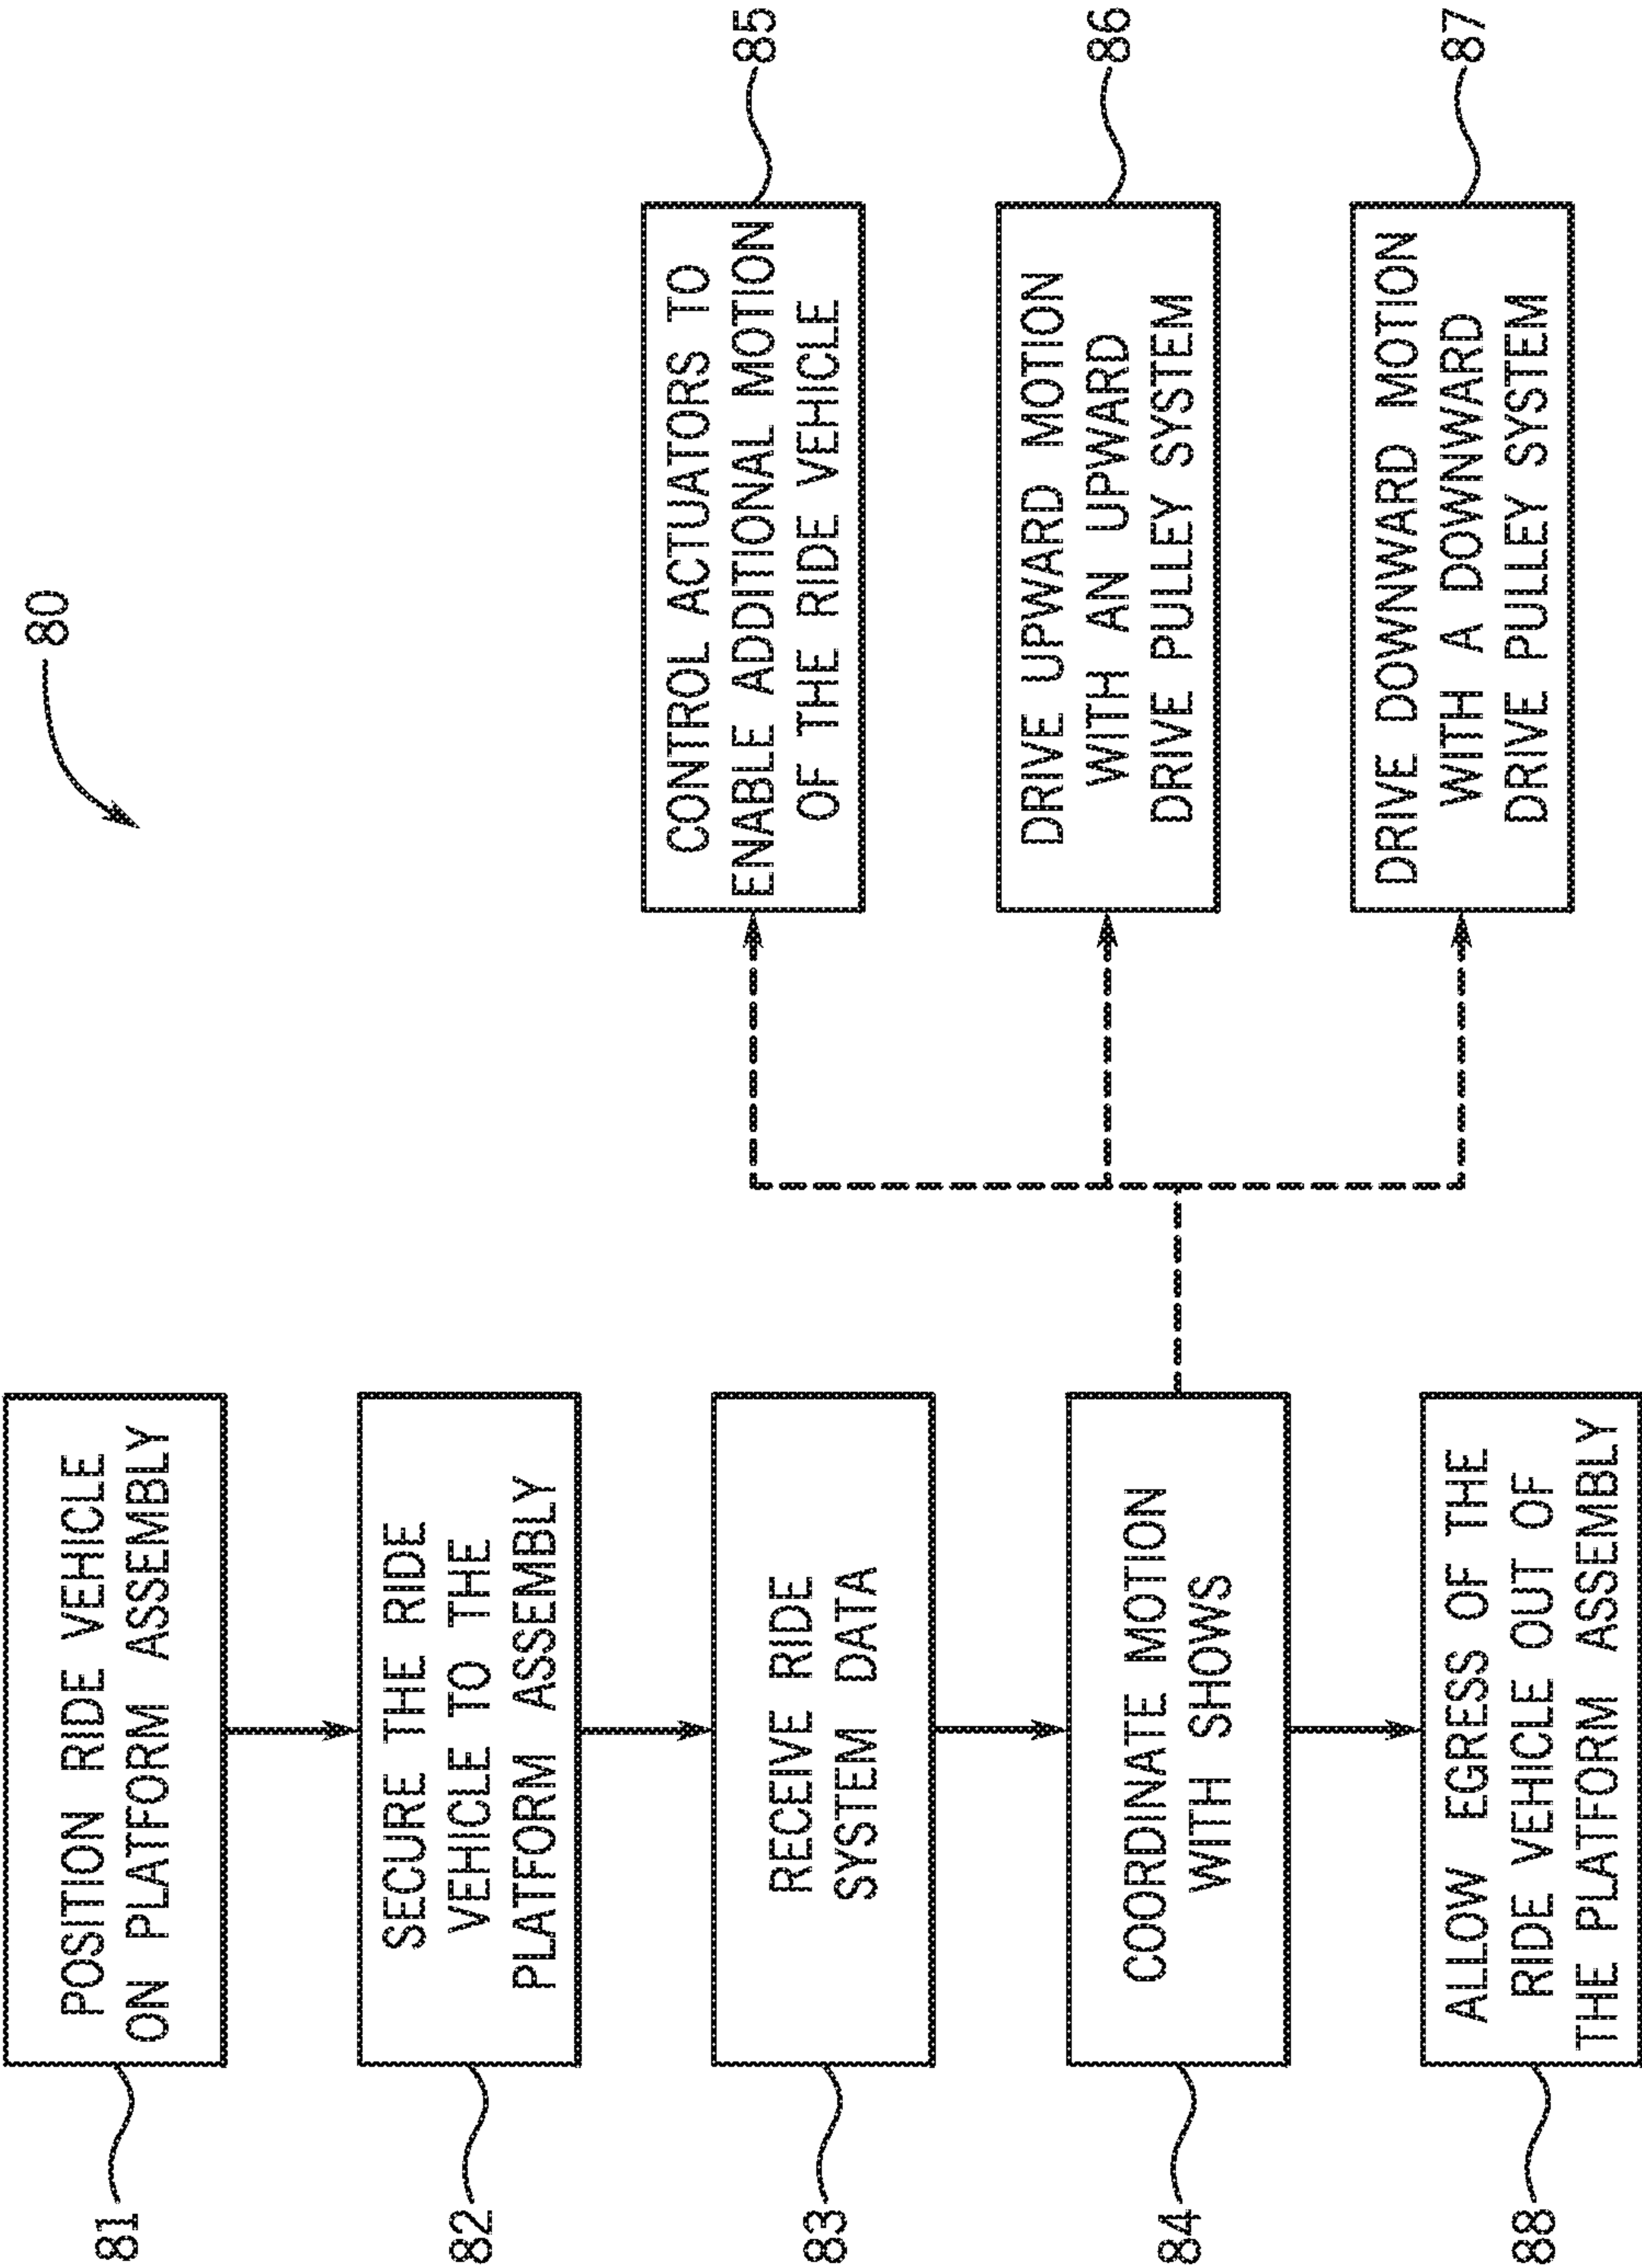 80
81
POSITION RIDE VEHICLE
ON PLATFORM ASSEMBLY
82
SECURE THE RIDE
VEHICLE TO THE
PLATFORM ASSEMBLY
83
RECEIVE RIDE
SYSTEM DATA
84
COORDINATE MOTION
WITH SHOWS
88
ALLOW EGRESS OF THE
RIDE VEHICLE OUT OF
THE PLATFORM ASSEMBLY
CONTROL ACTUATORS TO
ENABLE ADDITIONAL MOTION
OF THE RIDE VEHICLE
85
DRIVE UPWARD MOTION
WITH AN UPWARD
DRIVE PULLEY SYSTEM
86
DRIVE DOWNWARD MOTION
WITH A DOWNWARD
DRIVE PULLEY SYSTEM
87